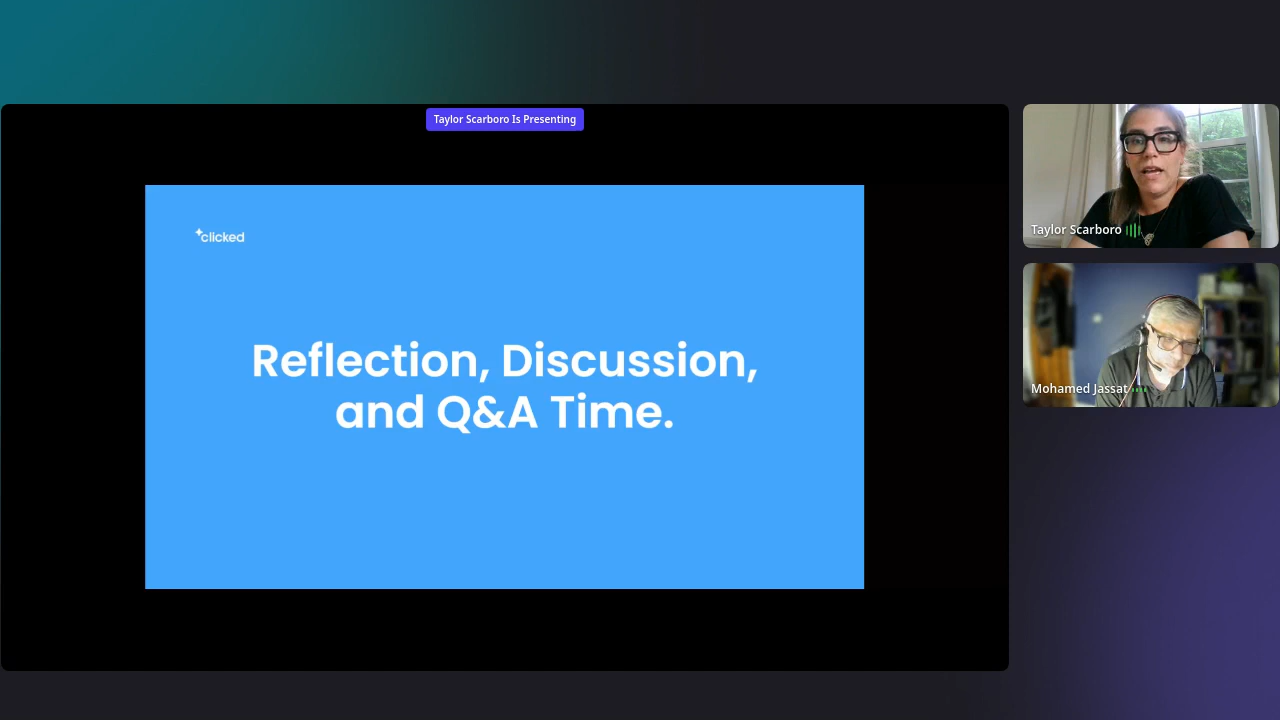 Taylor Scarboro Is Presenting
clicked
Reflection, Discussion,
and Q&A Time.
Taylor Scarboro
Mohamed Jassat